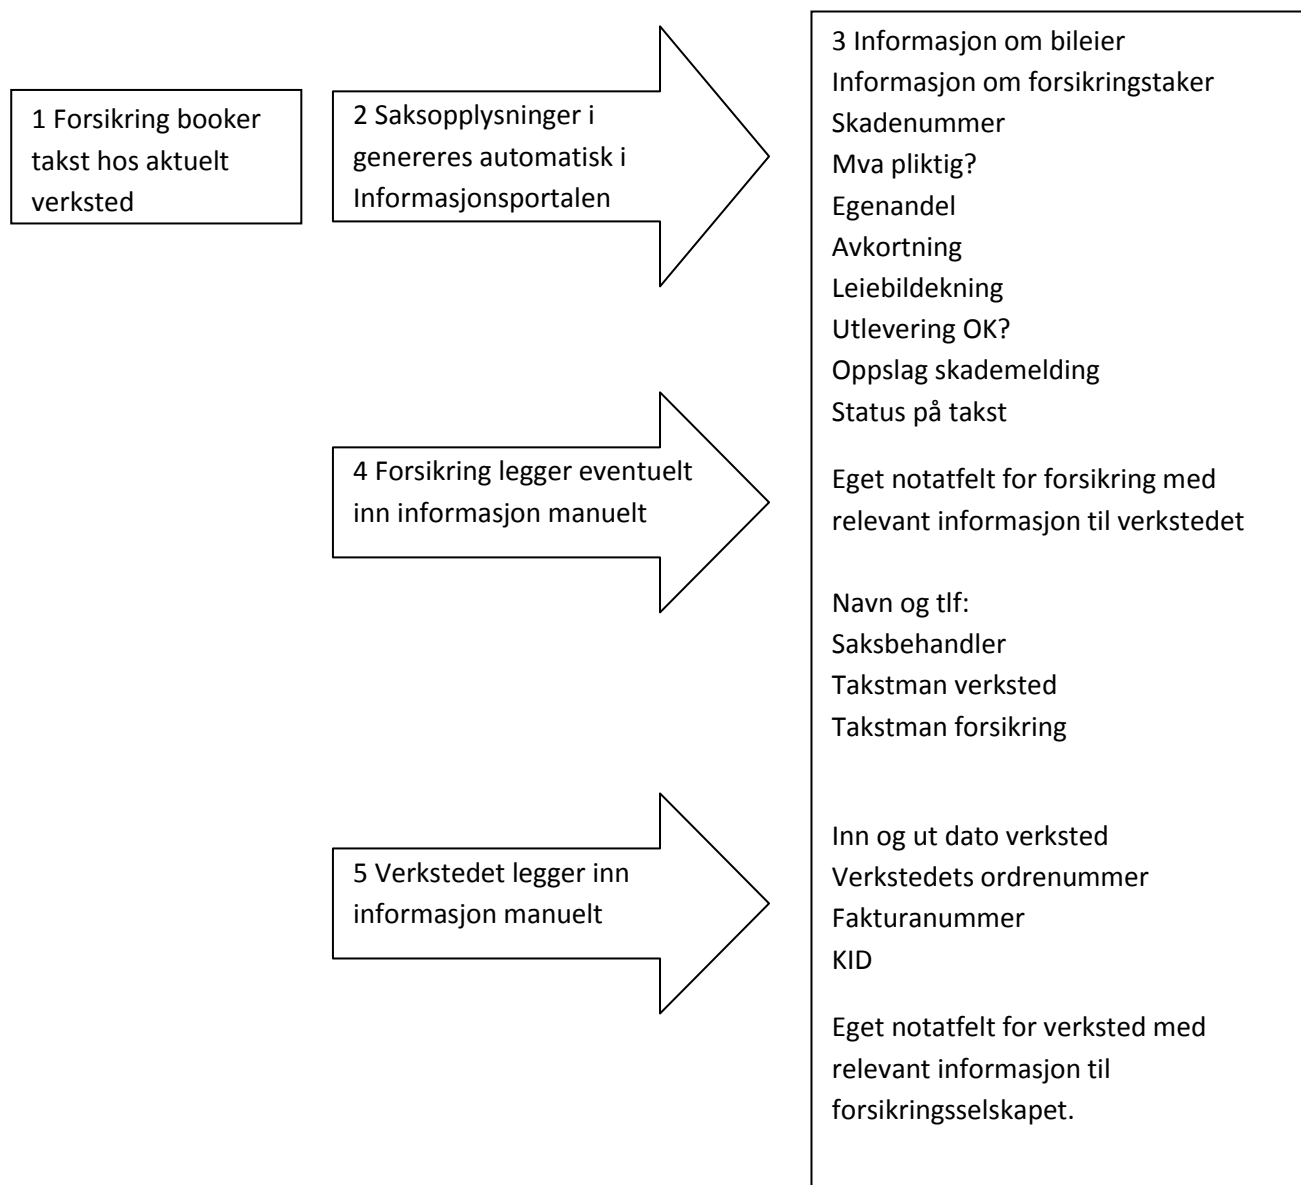 1 Forsikring booker
takst hos aktuelt
verksted
2 Saksopplysninger i
genereres automatisk i
Informasjonsportalen
3 Informasjon om bileier
Informasjon om forsikringstaker
Skadenummer
Mva pliktig?
Egenandel
Avkortning
Leiebildekning
Utlevering OK?
Oppslag skademelding
Status på takst
4 Forsikring legger eventuelt
inn informasjon manuelt
Eget notatfelt for forsikring med
relevant informasjon til verkstedet
Navn og tlf:
Saksbehandler
Takstman verksted
Takstman forsikring
5 Verkstedet legger inn
informasjon manuelt
Inn og ut dato verksted
Verkstedets ordrenummer
Fakturanummer
KID
Eget notatfelt for verksted med
relevant informasjon til
forsikringsselskapet.